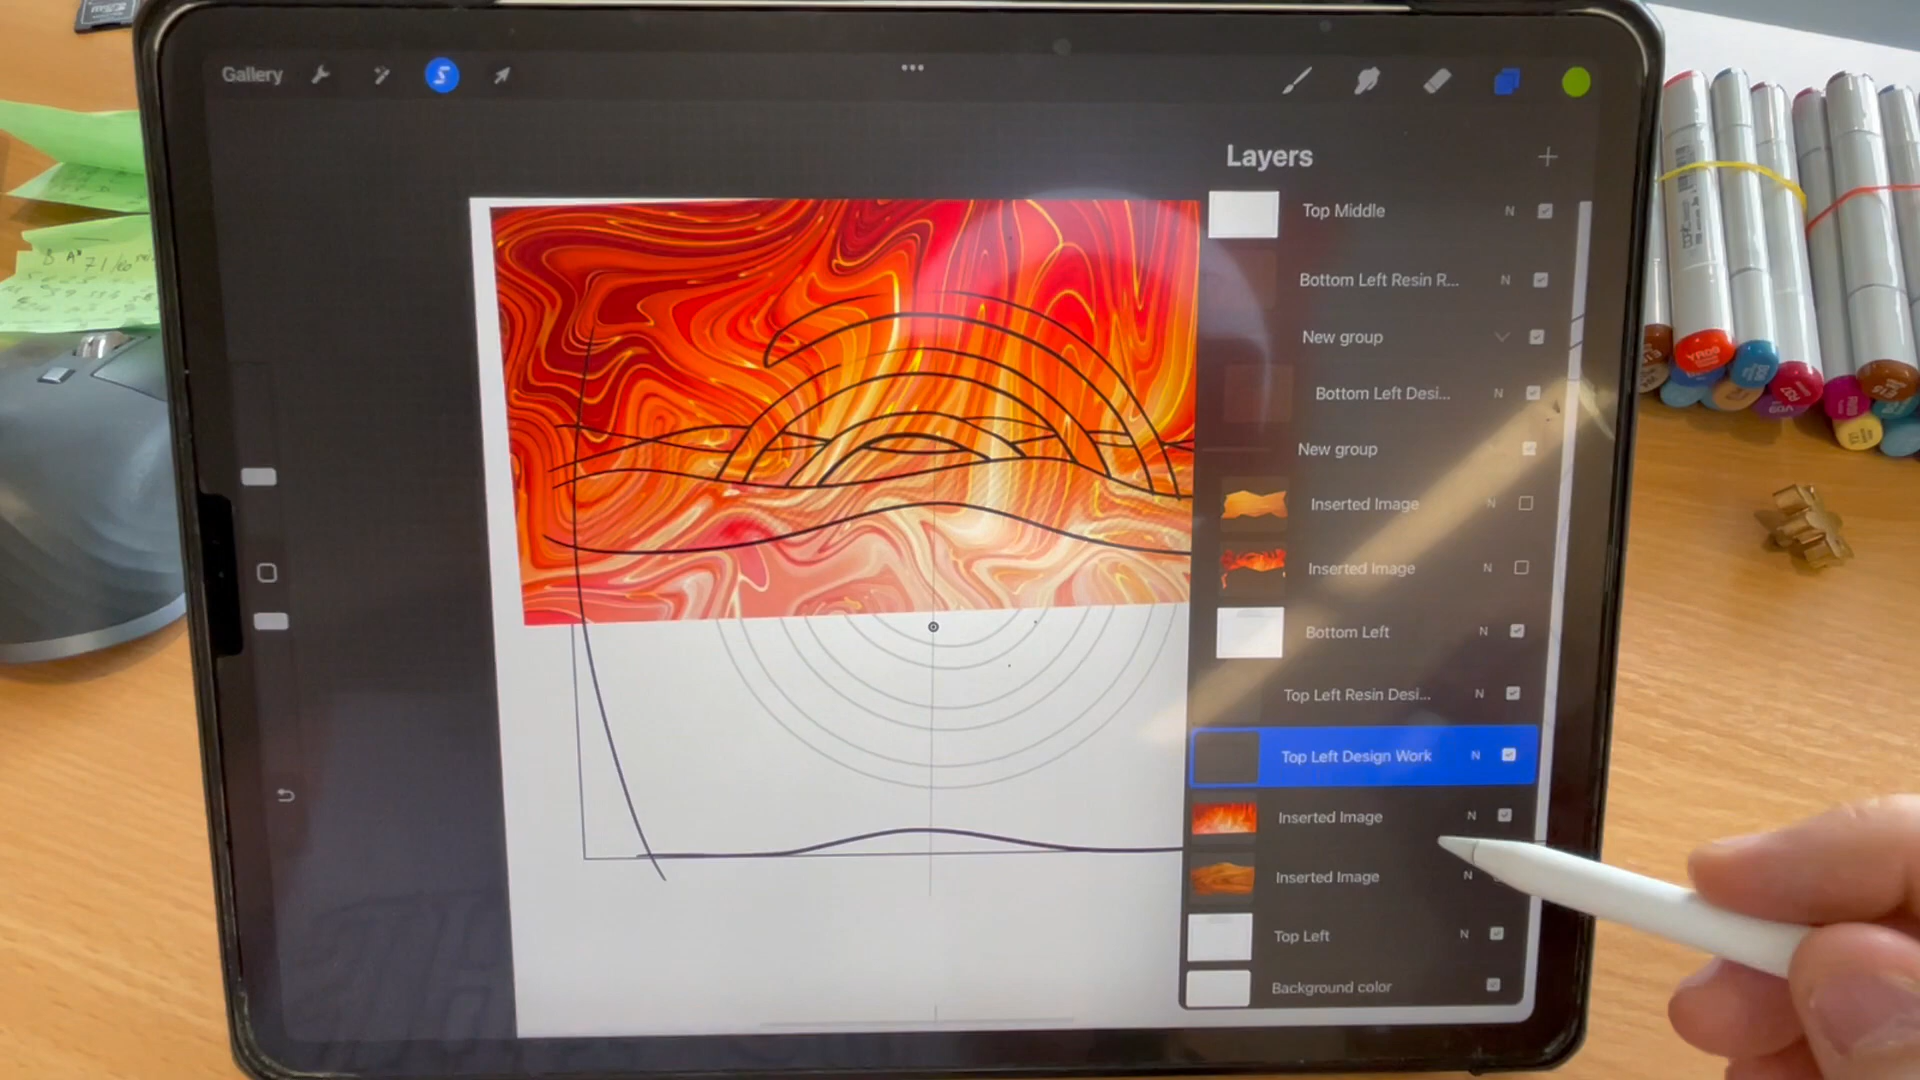 Gallery
S
Layers
Top Middle N
Bottom Left Resin R... N
New group
Bottom Left Desi... N
New group
Inserted Image N
Inserted Image N
Bottom Left N
Top Left Resin Desi... N
Top Left Design Work N
Inserted Image N
Inserted Image N
Top Left N
Background color
YR09